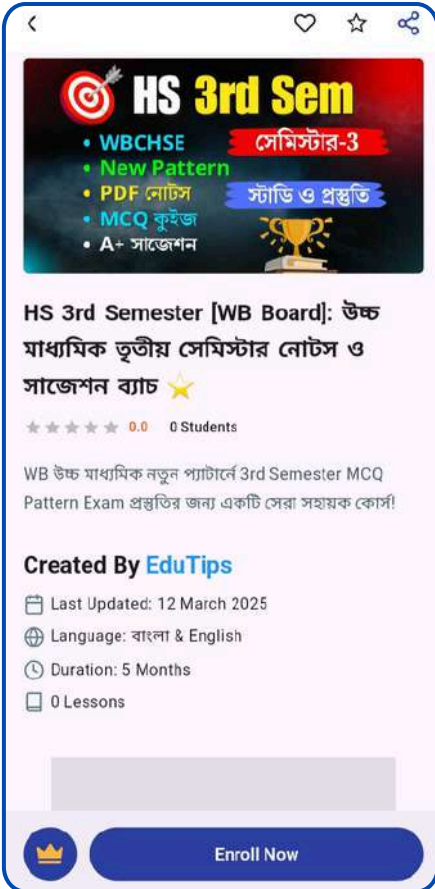 HS 3rd Sem
• WBCHSE
সেমিস্টার-3
• New Pattern
• PDF নোটস
স্টাডি ও প্রস্তুতি
• MCQ কুইজ
• A+ সাজেশন
HS 3rd Semester [WB Board]: উচ্চ
মাধ্যমিক তৃতীয় সেমিস্টার নোটস ও
সাজেশন ব্যাচ ⭐
0.0 0 Students
WB উচ্চ মাধ্যমিক নতুন প্যাটার্নে 3rd Semester MCQ
Pattern Exam প্রস্তুতির জন্য একটি সেরা সহায়ক কোর্স!
Created By EduTips
Last Updated: 12 March 2025
Language: বাংলা & English
Duration: 5 Months
0 Lessons
Enroll Now